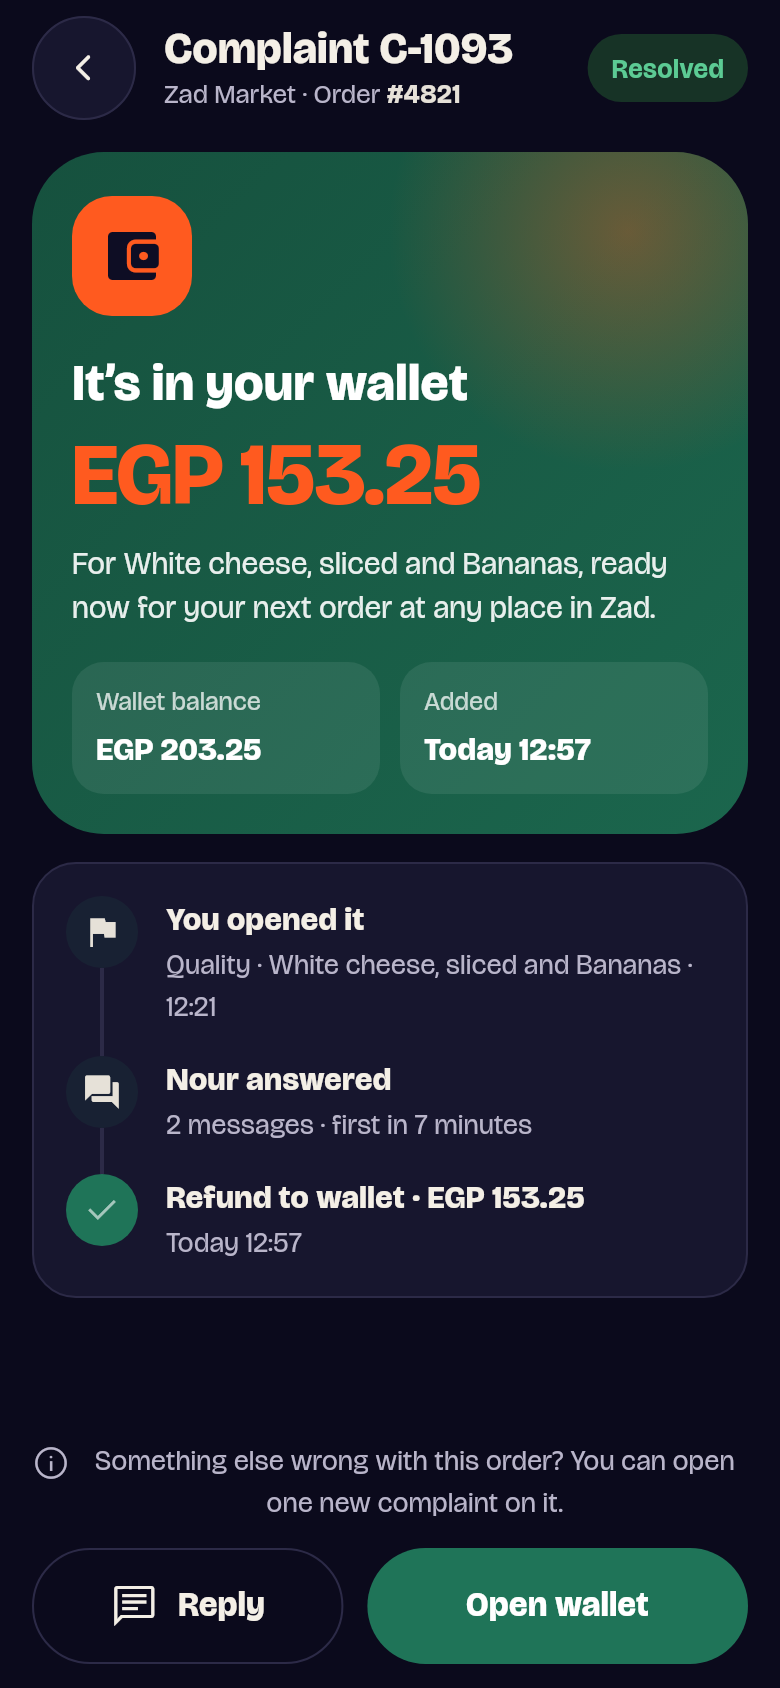 Complaint C-1093
Zad Market · Order #4821
Resolved
It's in your wallet
EGP 153.25
For White cheese, sliced and Bananas, ready
now for your next order at any place in Zad.
Wallet balance
EGP 203.25
Added
Today 12:57
You opened it
Quality · White cheese, sliced and Bananas ·
12:21
Nour answered
2 messages · first in 7 minutes
Refund to wallet · EGP 153.25
Today 12:57
Something else wrong with this order? You can open
one new complaint on it.
Reply
Open wallet